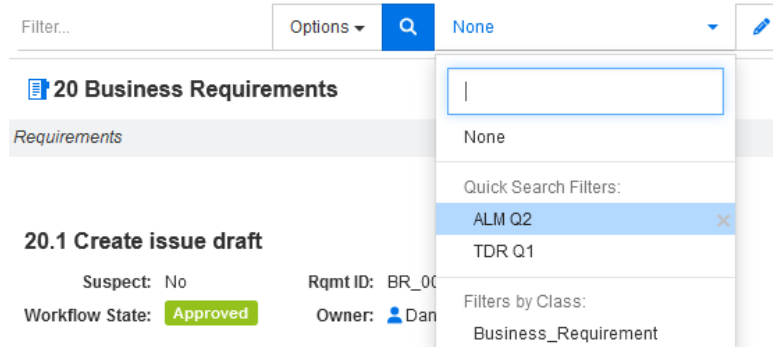 Filter... Options None
20 Business Requirements
Requirements
None
Quick Search Filters:
ALM Q2
TDR Q1
20.1 Create issue draft
Suspect: No Rqmt ID: BR_00
Workflow State: Approved Owner: Dan
Filters by Class:
Business_Requirement